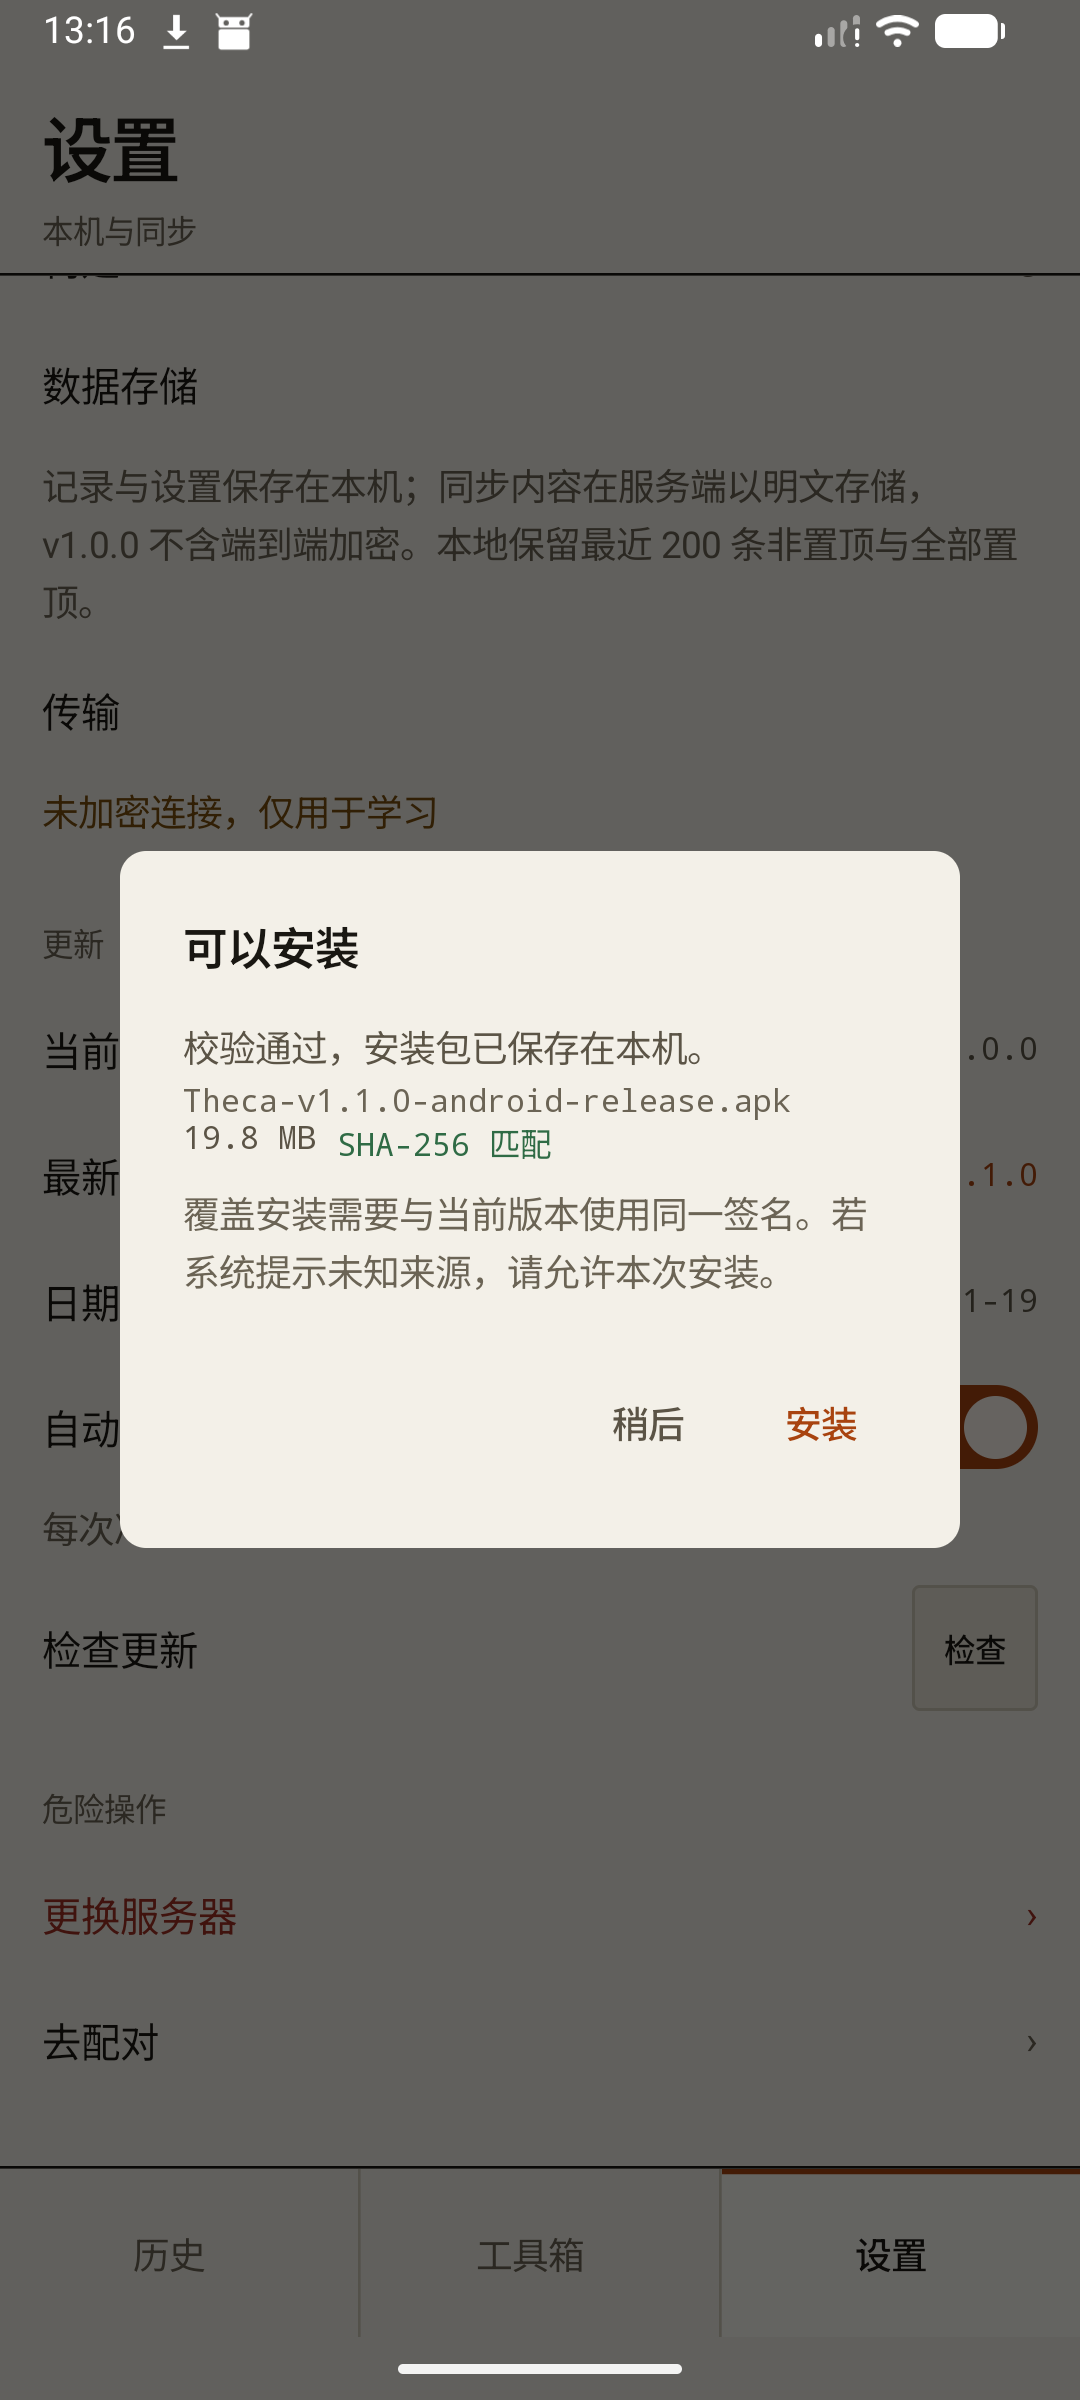 13:16
设置
本机与同步
数据存储
记录与设置保存在本机；同步内容在服务端以明文存储，
v1.0.0 不含端到端加密。本地保留最近 200 条非置顶与全部置
顶。
传输
未加密连接，仅用于学习
更新
可以安装
校验通过，安装包已保存在本机。
Theca-v1.1.0-android-release.apk
19.8 MB SHA-256 匹配
覆盖安装需要与当前版本使用同一签名。若
系统提示未知来源，请允许本次安装。
稍后 安装
当前 .0.0
最新 .1.0
日期 1-19
自动
每次
检查更新 检查
危险操作
更换服务器 ›
去配对 ›
历史 工具箱 设置